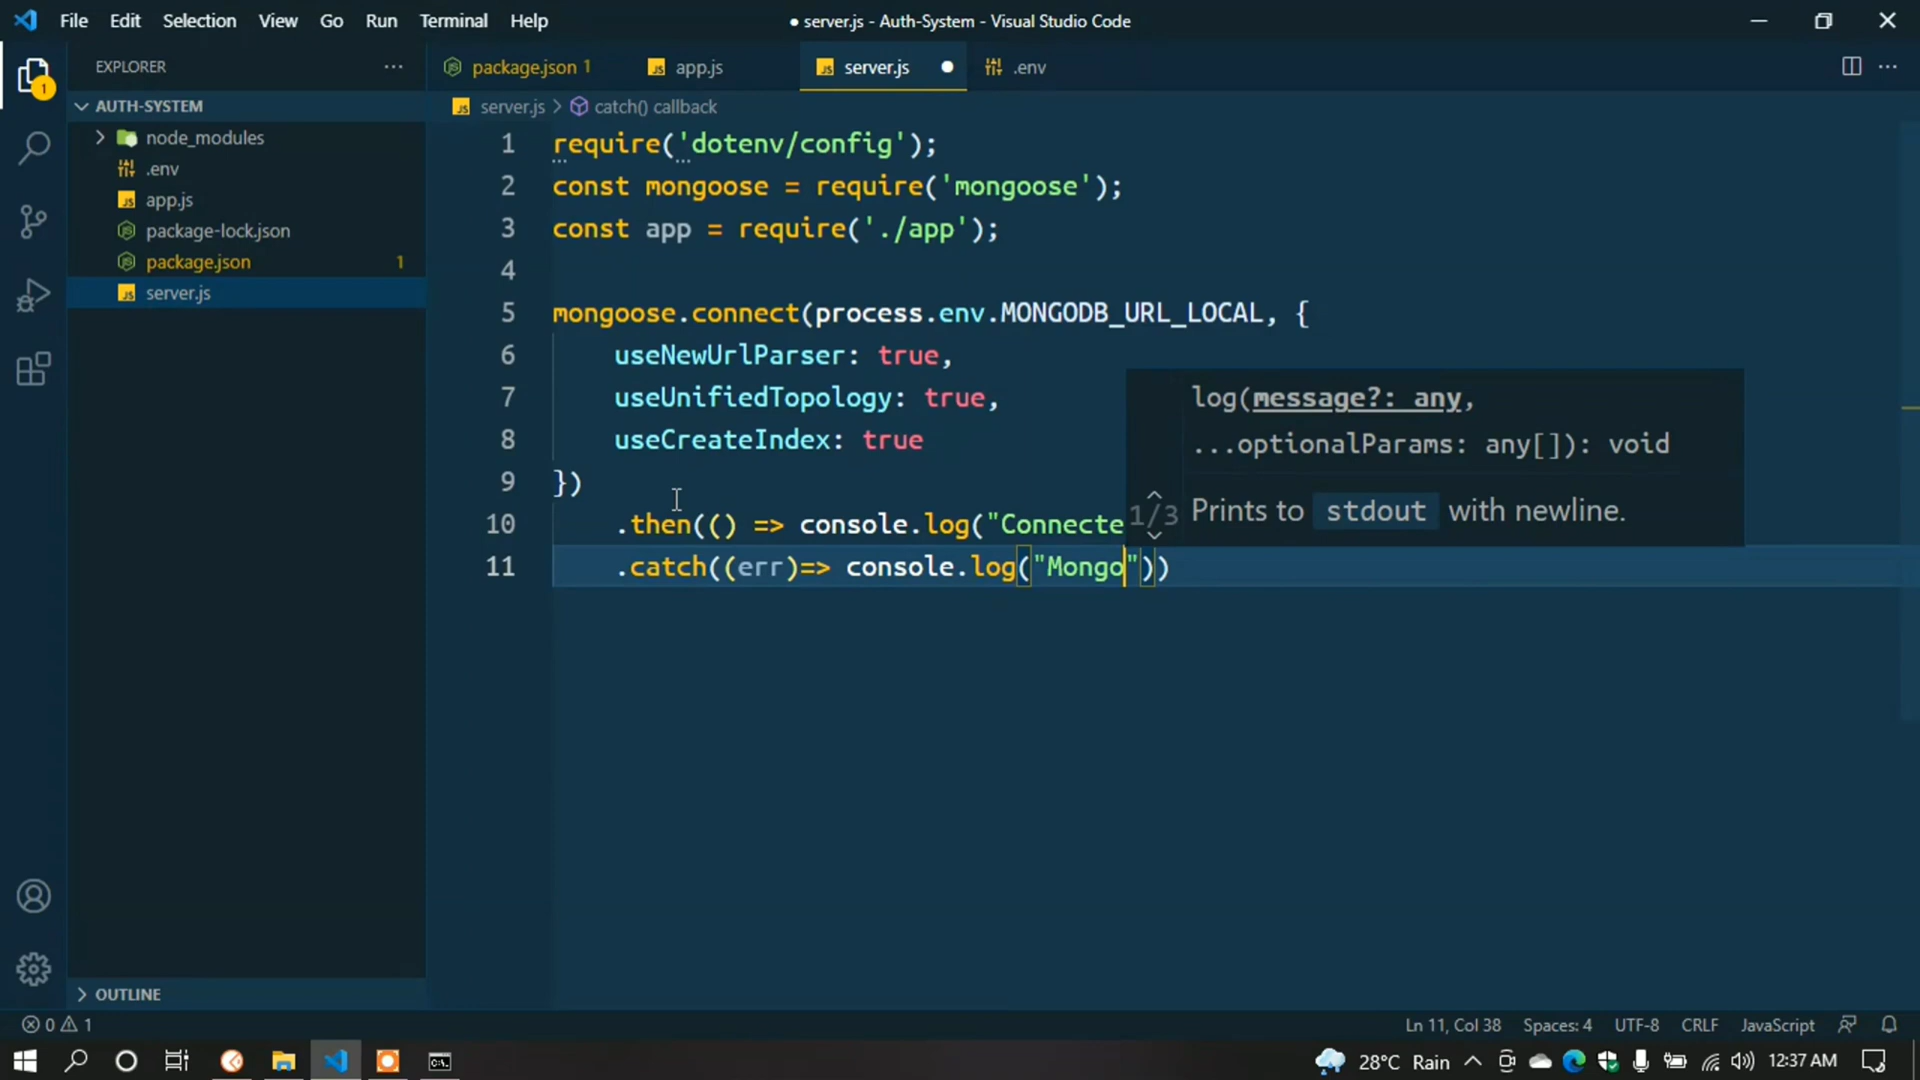 File Edit Selection View Go Run Terminal Help
● server.js - Auth-System - Visual Studio Code
EXPLORER
AUTH-SYSTEM
node_modules
.env
app.js
package-lock.json
package.json 1
server.js
OUTLINE
package.json 1
app.js
server.js
.env
server.js > catch() callback
1 require('dotenv/config');
2 const mongoose = require('mongoose');
3 const app = require('./app');
4
5 mongoose.connect(process.env.MONGODB_URL_LOCAL, {
6 useNewUrlParser: true,
7 useUnifiedTopology: true,
8 useCreateIndex: true
9 })
10 .then(() => console.log("Connecte
11 .catch((err)=> console.log("Mongo"))
log(message?: any,
...optionalParams: any[]): void
1/3 Prints to stdout with newline.
1
0 1
Ln 11, Col 38 Spaces: 4 UTF-8 CRLF JavaScript
28°C Rain 12:37 AM